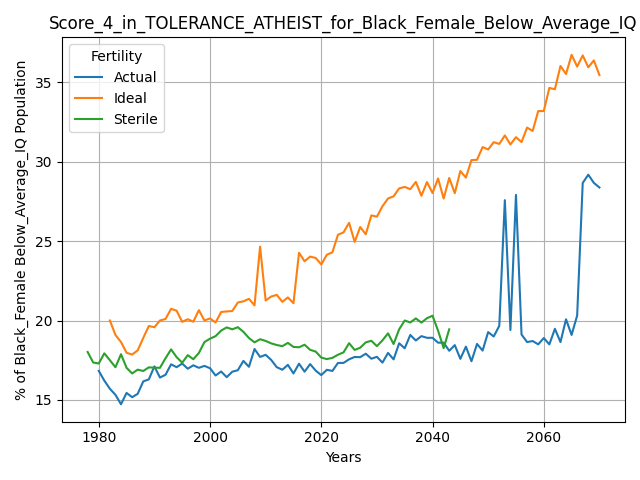 Score_4_in_TOLERANCE_ATHEIST_for_Black_Female_Below_Average_IQ
Fertility
Actual
Ideal
Sterile
% of Black_Female Below_Average_IQ Population
35
30
25
20
15
1980
2000
2020
2040
2060
Years